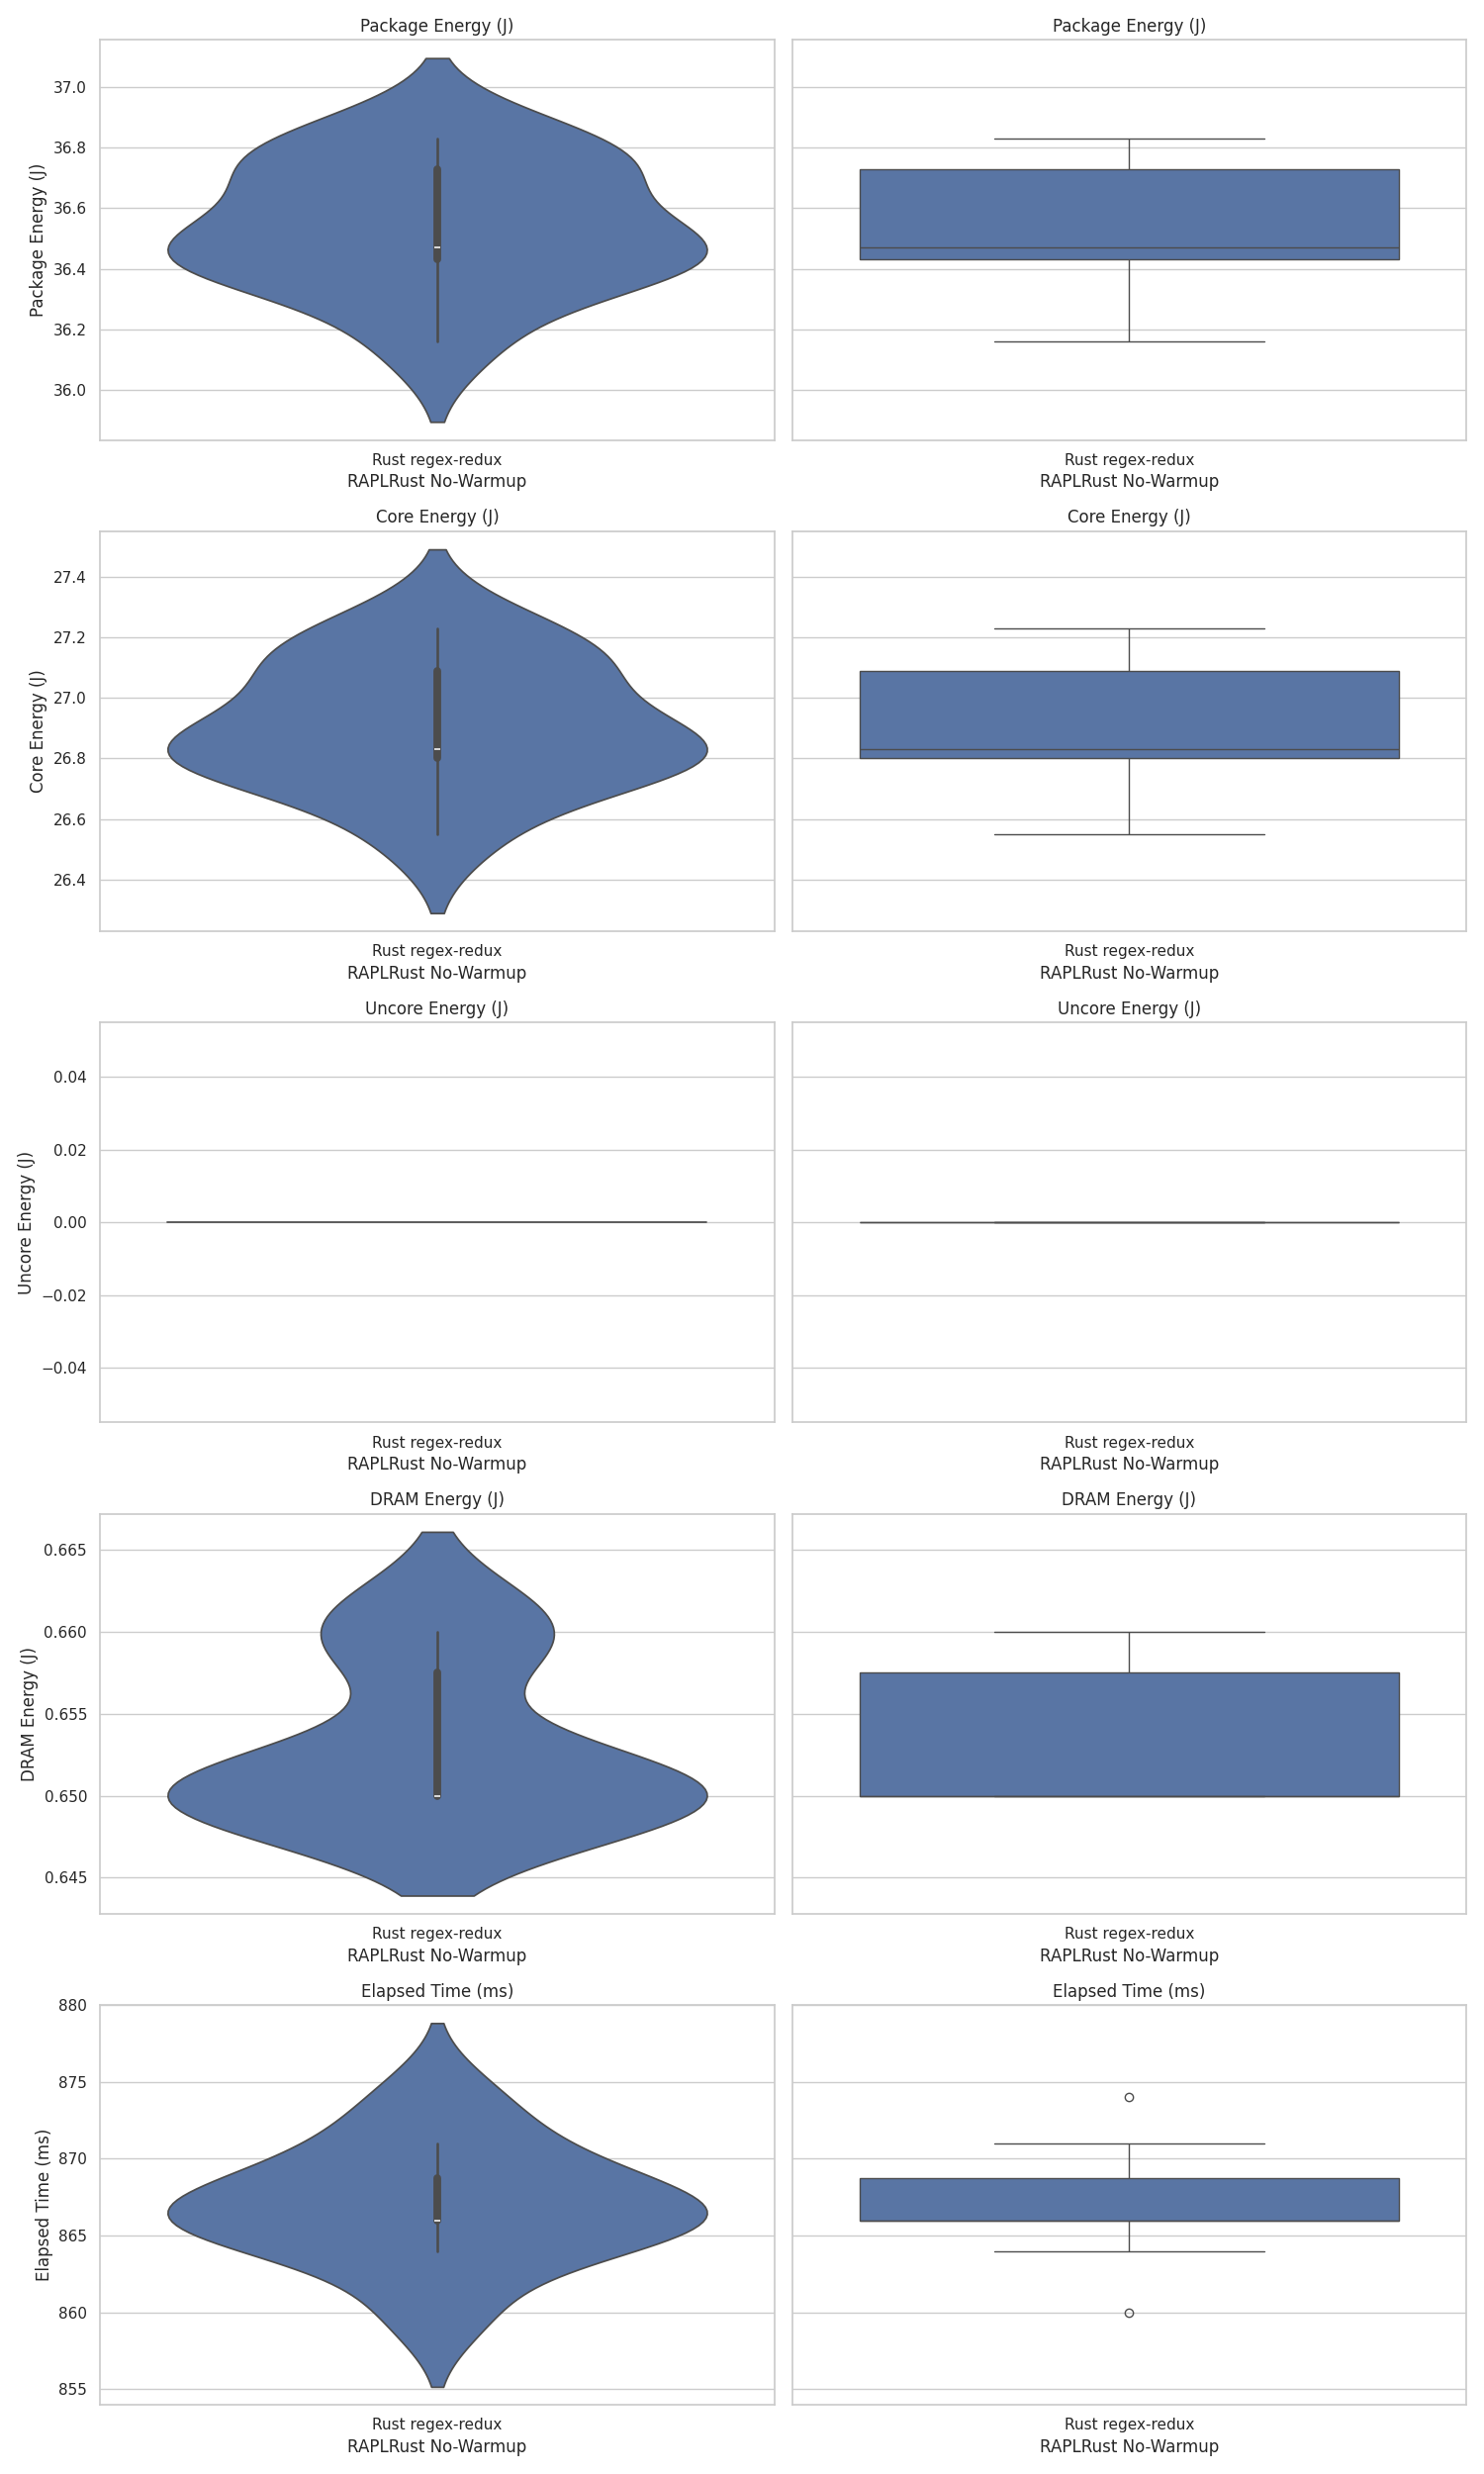 Package Energy (J)
Package Energy (J)
Package Energy (J)
37.0
36.8
36.6
36.4
36.2
36.0
Rust regex-redux
RAPLRust No-Warmup
Rust regex-redux
RAPLRust No-Warmup
Core Energy (J)
Core Energy (J)
Core Energy (J)
27.4
27.2
27.0
26.8
26.6
26.4
Rust regex-redux
RAPLRust No-Warmup
Rust regex-redux
RAPLRust No-Warmup
Uncore Energy (J)
Uncore Energy (J)
Uncore Energy (J)
0.04
0.02
0.00
−0.02
−0.04
Rust regex-redux
RAPLRust No-Warmup
Rust regex-redux
RAPLRust No-Warmup
DRAM Energy (J)
DRAM Energy (J)
DRAM Energy (J)
0.665
0.660
0.655
0.650
0.645
Rust regex-redux
RAPLRust No-Warmup
Rust regex-redux
RAPLRust No-Warmup
Elapsed Time (ms)
Elapsed Time (ms)
Elapsed Time (ms)
880
875
870
865
860
855
Rust regex-redux
RAPLRust No-Warmup
Rust regex-redux
RAPLRust No-Warmup